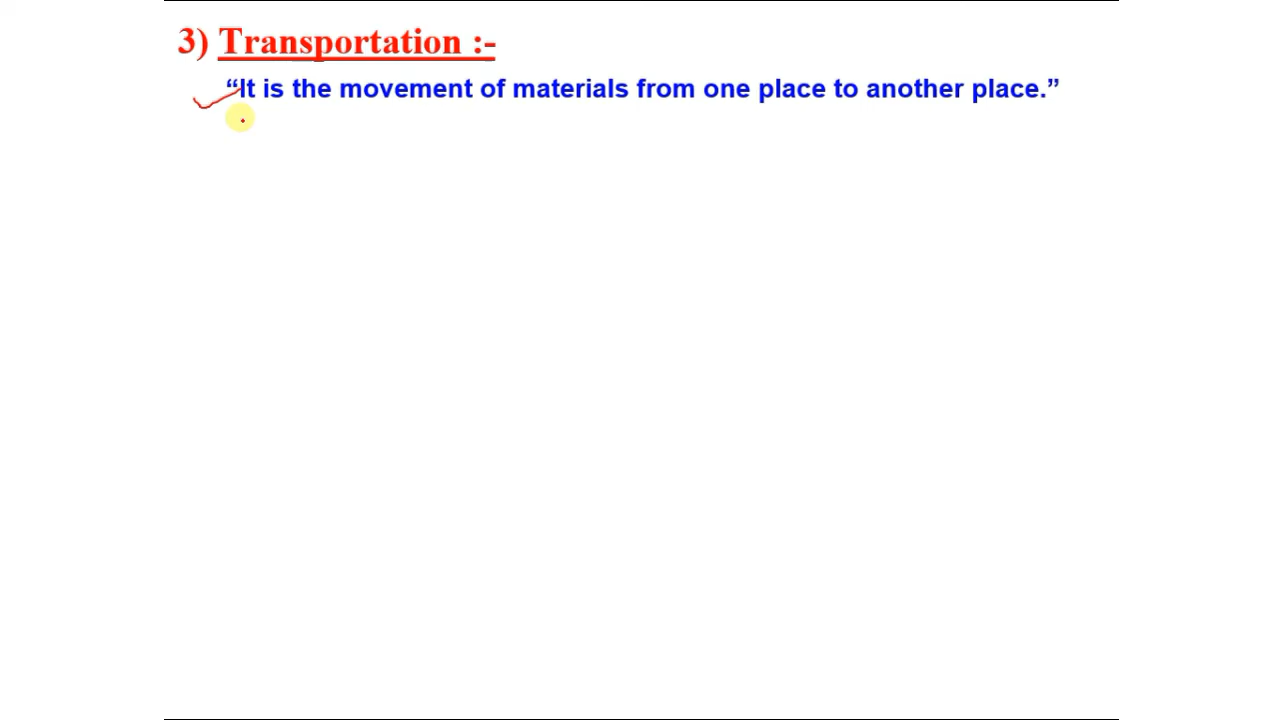 3) Transportation :-
“It is the movement of materials from one place to another place.”